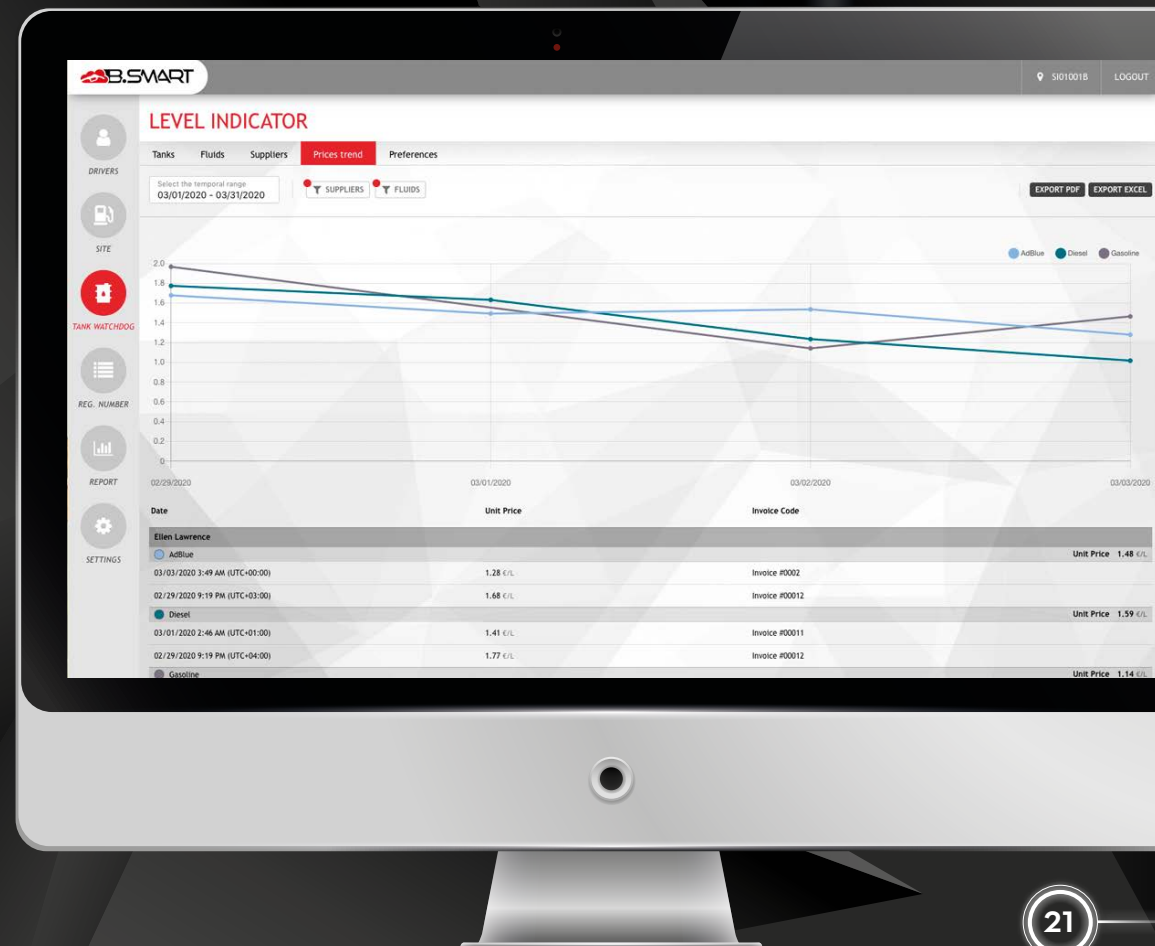 B.SMART
SI01001B LOGOUT
LEVEL INDICATOR
Tanks Fluids Suppliers Prices trend Preferences
Select the temporal range
03/01/2020 - 03/31/2020
SUPPLIERS FLUIDS
EXPORT PDF EXPORT EXCEL
DRIVERS
SITE
TANK WATCHDOG
REG. NUMBER
REPORT
SETTINGS
AdBlue Diesel Gasoline
2.0
1.8
1.6
1.4
1.2
1.0
0.8
0.6
0.4
0.2
0
02/29/2020 03/01/2020 03/02/2020 03/03/2020
Date Unit Price Invoice Code
Ellen Lawrence
AdBlue Unit Price 1.48 €/L
03/03/2020 3:49 AM (UTC+00:00) 1.28 €/L Invoice #0002
02/29/2020 9:19 PM (UTC+03:00) 1.68 €/L Invoice #00012
Diesel Unit Price 1.59 €/L
03/01/2020 2:46 AM (UTC+01:00) 1.41 €/L Invoice #00011
02/29/2020 9:19 PM (UTC+04:00) 1.77 €/L Invoice #00012
Gasoline Unit Price 1.14 €/L
21